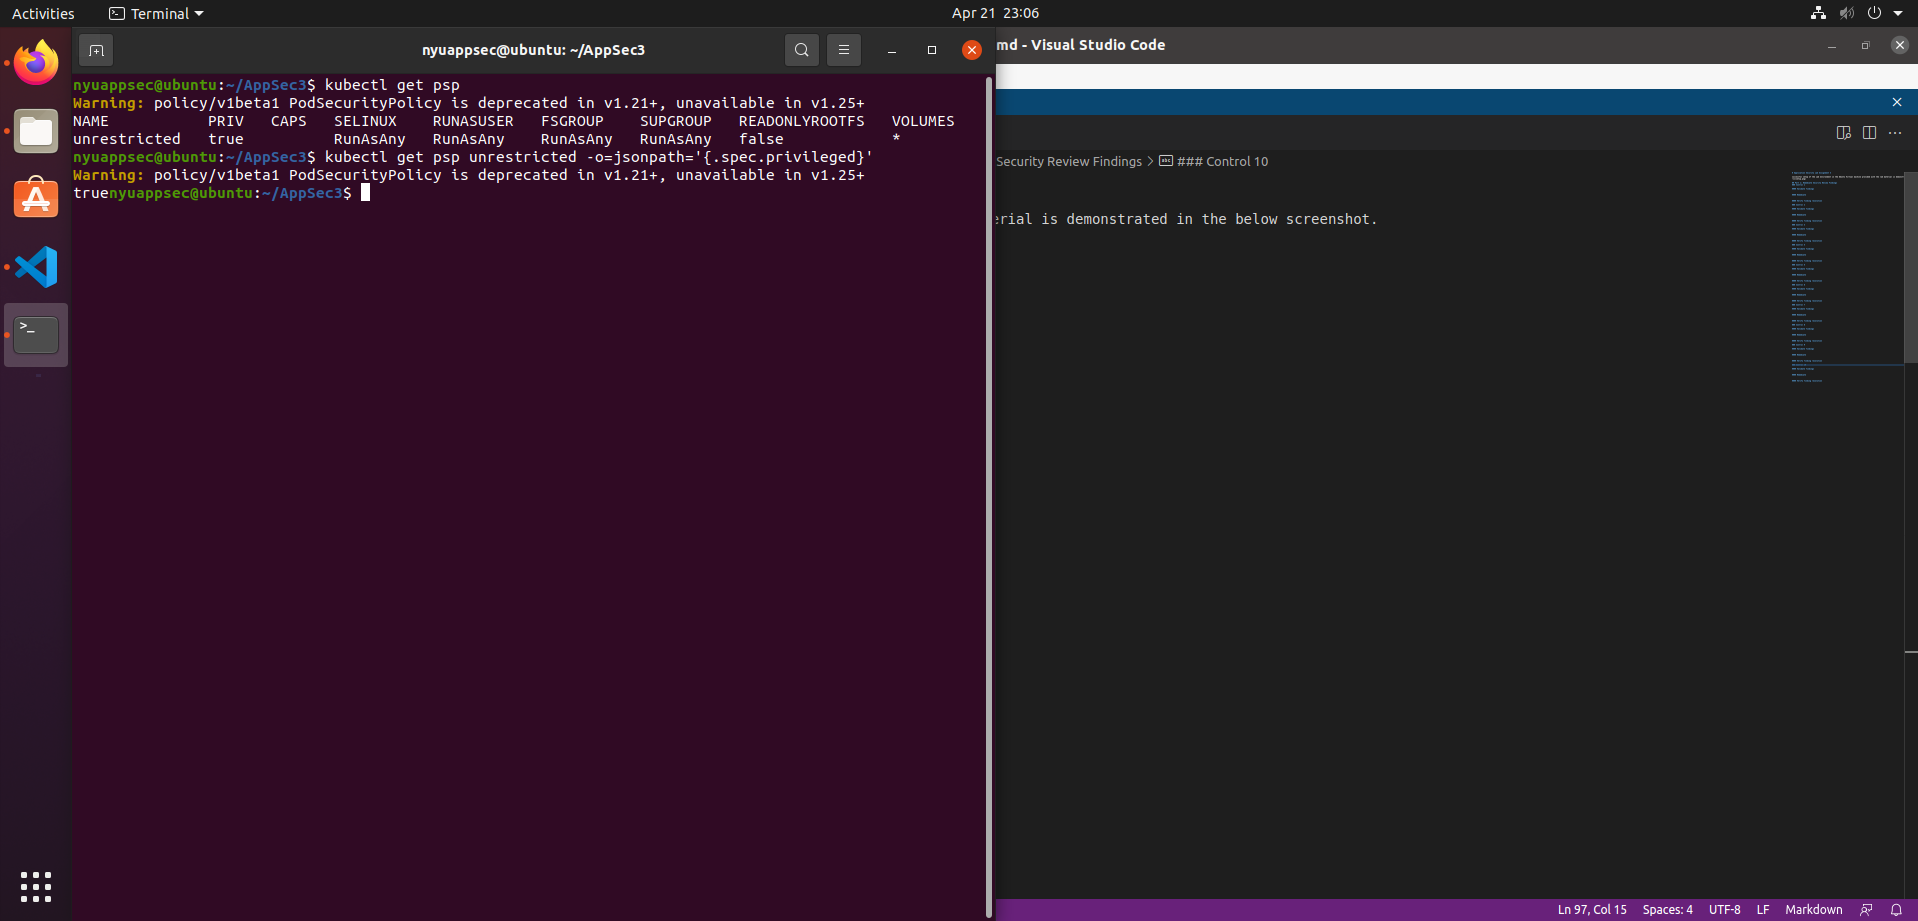 Activities Terminal Apr 21 23:06
nyuappsec@ubuntu: ~/AppSec3
md - Visual Studio Code
nyuappsec@ubuntu:~/AppSec3$ kubectl get psp
Warning: policy/v1beta1 PodSecurityPolicy is deprecated in v1.21+, unavailable in v1.25+
NAME PRIV CAPS SELINUX RUNASUSER FSGROUP SUPGROUP READONLYROOTFS VOLUMES
unrestricted true RunAsAny RunAsAny RunAsAny RunAsAny false *
nyuappsec@ubuntu:~/AppSec3$ kubectl get psp unrestricted -o=jsonpath='{.spec.privileged}'
Warning: policy/v1beta1 PodSecurityPolicy is deprecated in v1.21+, unavailable in v1.25+
truenyuappsec@ubuntu:~/AppSec3$
Security Review Findings > ### Control 10
erial is demonstrated in the below screenshot.
Ln 97, Col 15 Spaces: 4 UTF-8 LF Markdown